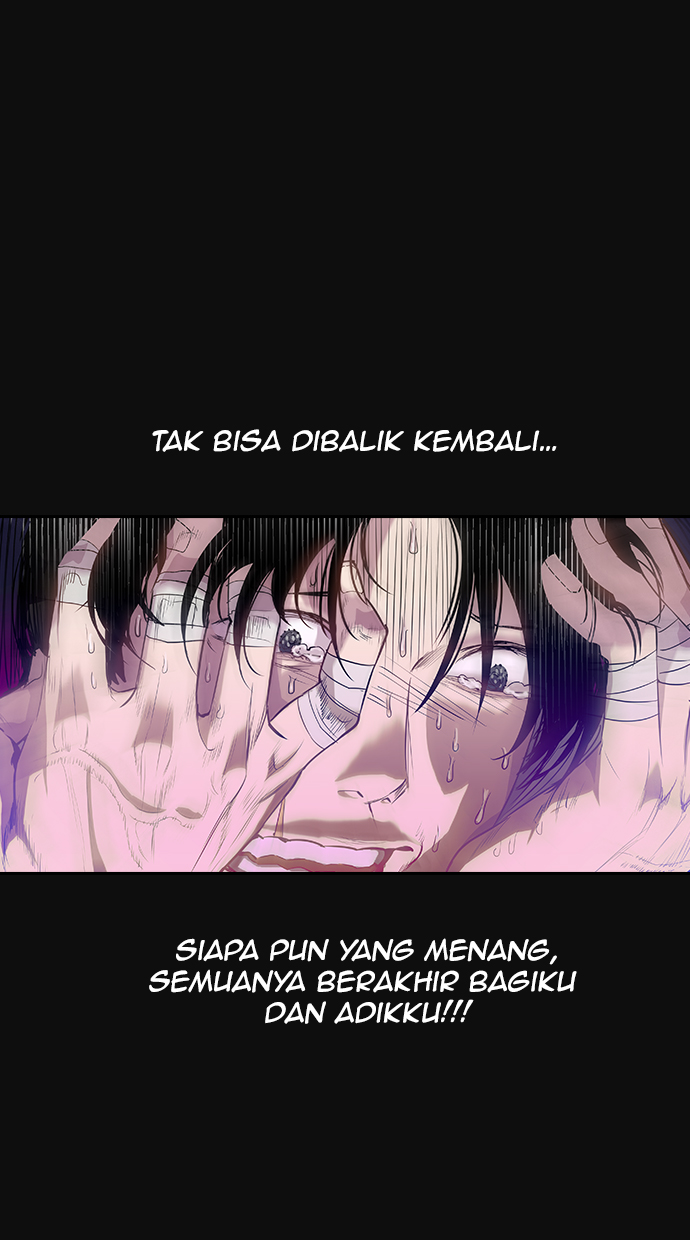 TAK BISA DIBALIK KEMBALI...
SIAPA PUN YANG MENANG,
SEMUANYA BERAKHIR BAGIKU
DAN ADIKKU!!!